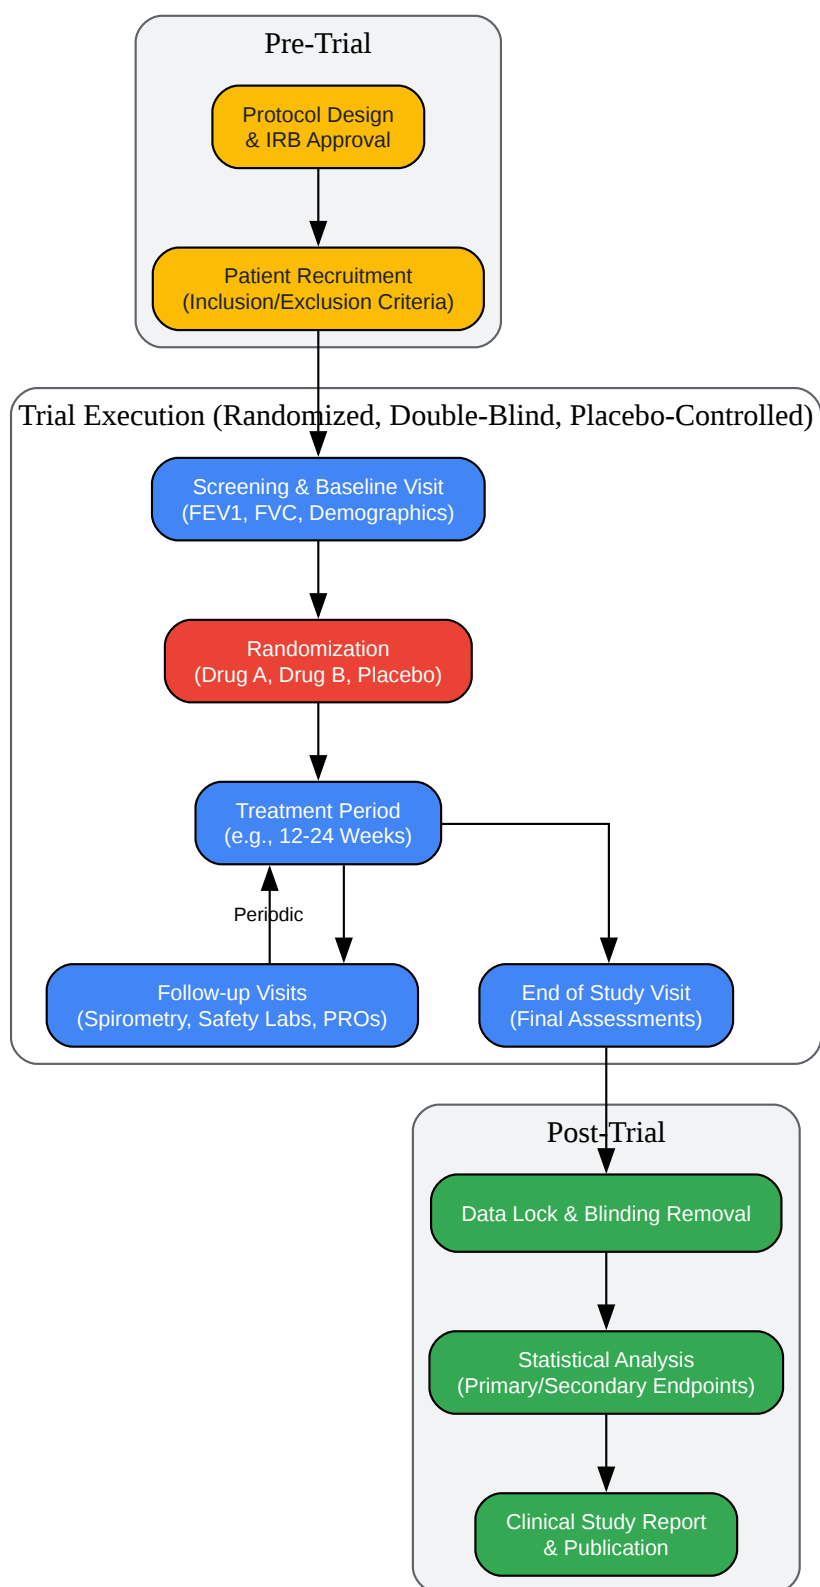 Pre-Trial
Protocol Design
& IRB Approval
Patient Recruitment
(Inclusion/Exclusion Criteria)
Trial Execution (Randomized, Double-Blind, Placebo-Controlled)
Screening & Baseline Visit
(FEV1, FVC, Demographics)
Randomization
(Drug A, Drug B, Placebo)
Treatment Period
(e.g., 12-24 Weeks)
Periodic
Follow-up Visits
(Spirometry, Safety Labs, PROs)
End of Study Visit
(Final Assessments)
Post-Trial
Data Lock & Blinding Removal
Statistical Analysis
(Primary/Secondary Endpoints)
Clinical Study Report
& Publication